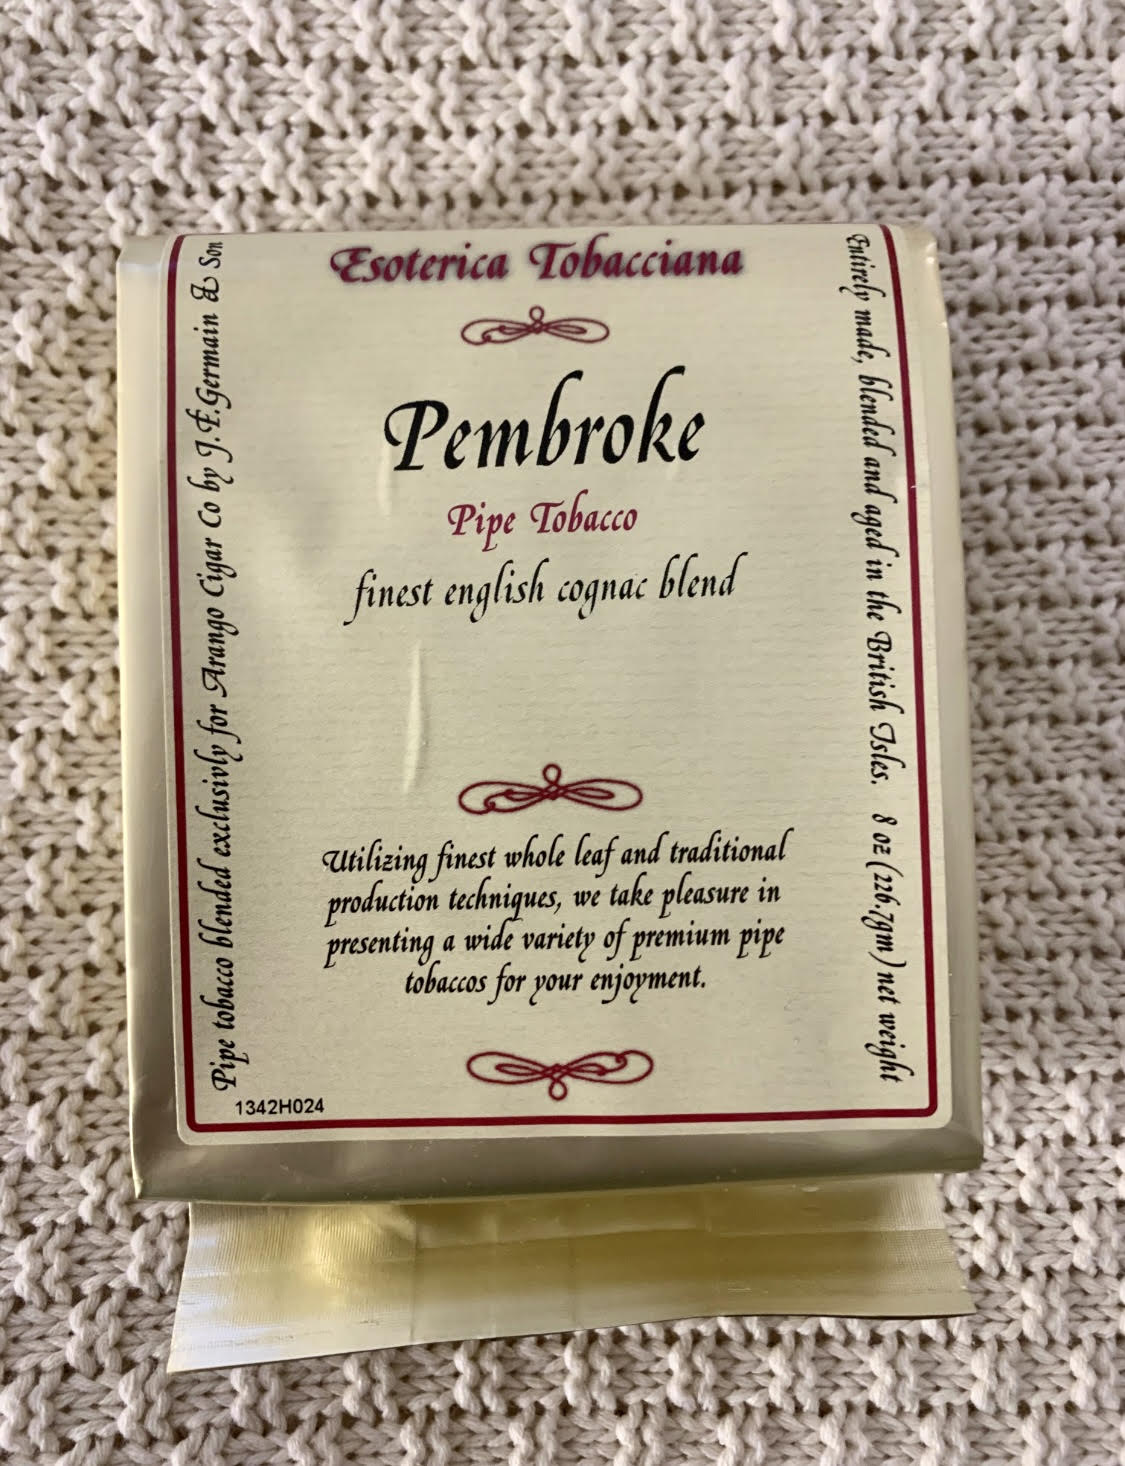 Esoterica Tobacciana
Pembroke
Pipe Tobacco
finest english cognac blend
Utilizing finest whole leaf and traditional
production techniques, we take pleasure in
presenting a wide variety of premium pipe
tobaccos for your enjoyment.
Pipe tobacco blended exclusivly for Arango Cigar Co by J.F.Germain & Son
Entirely made, blended and aged in the British Isles. 8 oz (226.7gm) net weight
1342H024